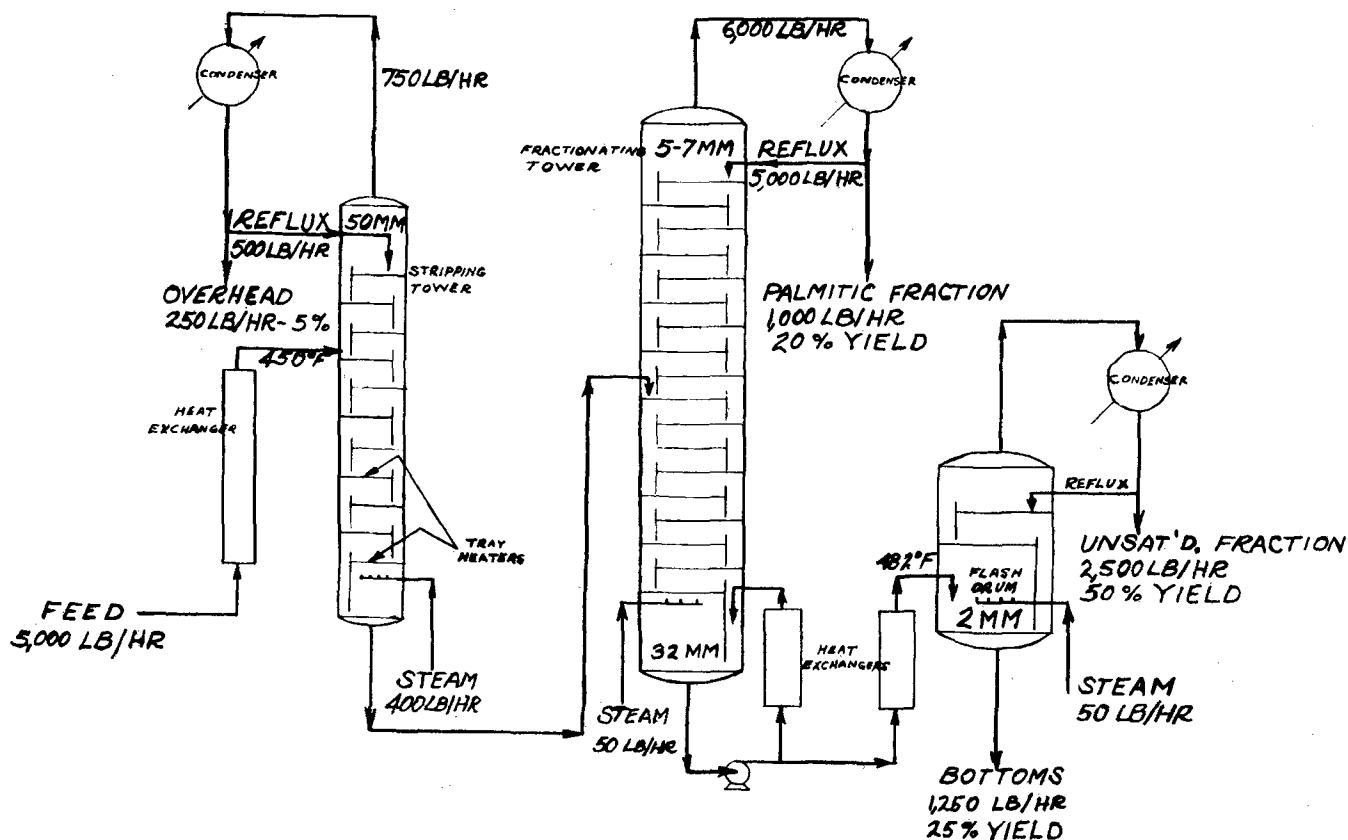 6,000 LB/HR
CONDENSER
750 LB/HR
CONDENSER
FRACTIONATING
TOWER
5-7 MM
REFLUX
5,000 LB/HR
REFLUX
500 LB/HR
50 MM
STRIPPING
TOWER
OVERHEAD
250 LB/HR - 5%
PALMITIC FRACTION
1,000 LB/HR
20% YIELD
450°F
CONDENSER
HEAT
EXCHANGER
REFLUX
TRAY
HEATERS
UNSAT'D. FRACTION
2,500 LB/HR
50% YIELD
482°F
FLASH
DRUM
2 MM
FEED
5,000 LB/HR
32 MM
HEAT
EXCHANGERS
STEAM
400 LB/HR
STEAM
50 LB/HR
STEAM
50 LB/HR
BOTTOMS
1,250 LB/HR
25% YIELD